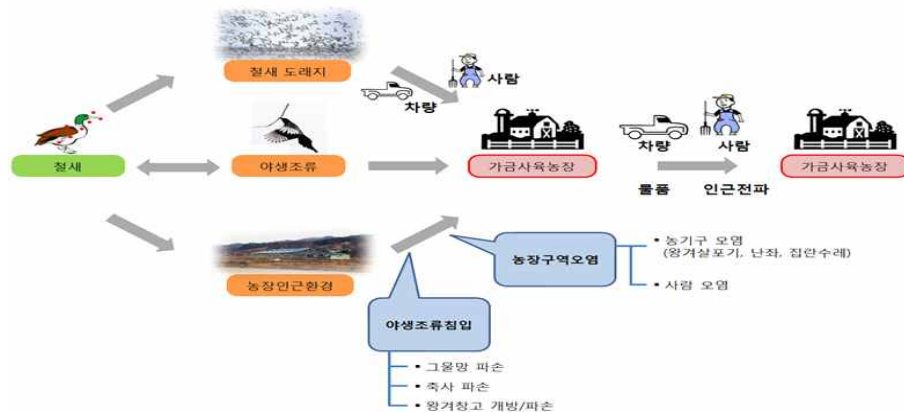 철새 도래지
사람
차량
철새
야생조류
가금사육농장
차량
사람
물품
인근전파
가금사육농장
농장인근환경
농장구역오염
▪ 농기구 오염
(왕겨살포기, 난좌, 집란수레)
▪ 사람 오염
야생조류침입
▪ 그물망 파손
▪ 축사 파손
▪ 왕겨창고 개방/파손